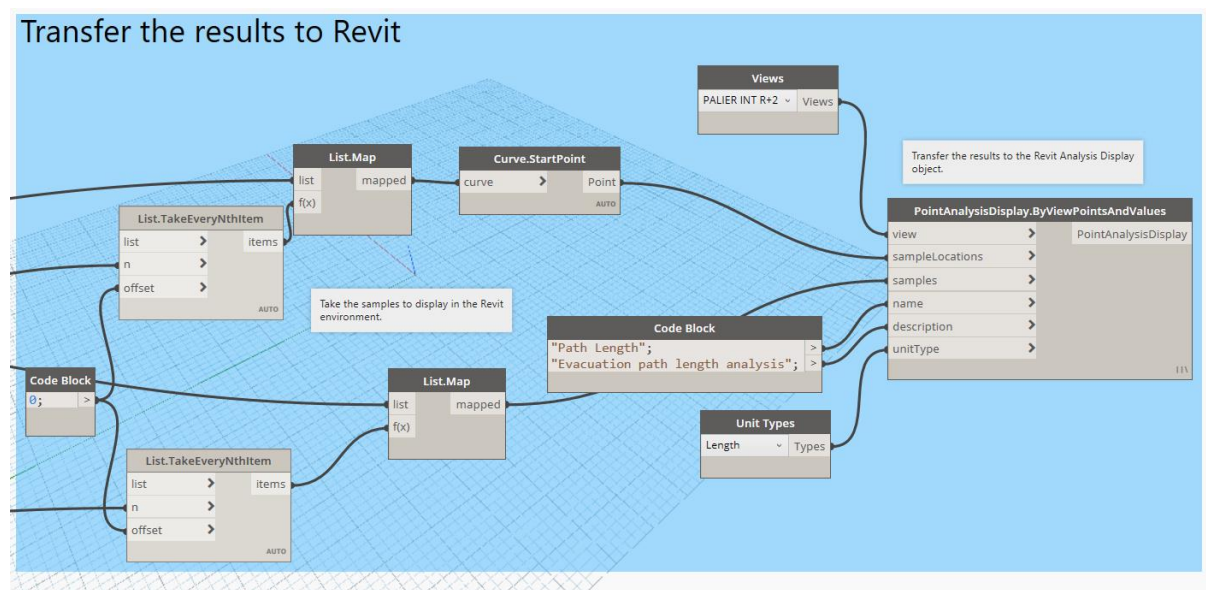 Transfer the results to Revit
Views
PALIER INT R+2
Views
Transfer the results to the Revit Analysis Display
object.
List.Map
list
mapped
f(x)
Curve.StartPoint
curve
>
Point
AUTO
List.TakeEveryNthItem
list
>
items
n
>
offset
>
AUTO
Take the samples to display in the Revit
environment.
PointAnalysisDisplay.ByViewPointsAndValues
view
>
PointAnalysisDisplay
sampleLocations
>
samples
>
name
>
description
>
unitType
>
Code Block
"Path Length";
>
"Evacuation path length analysis";
>
Code Block
0;
>
List.Map
list
mapped
f(x)
Unit Types
Length
Types
List.TakeEveryNthItem
list
>
items
n
>
offset
>
AUTO